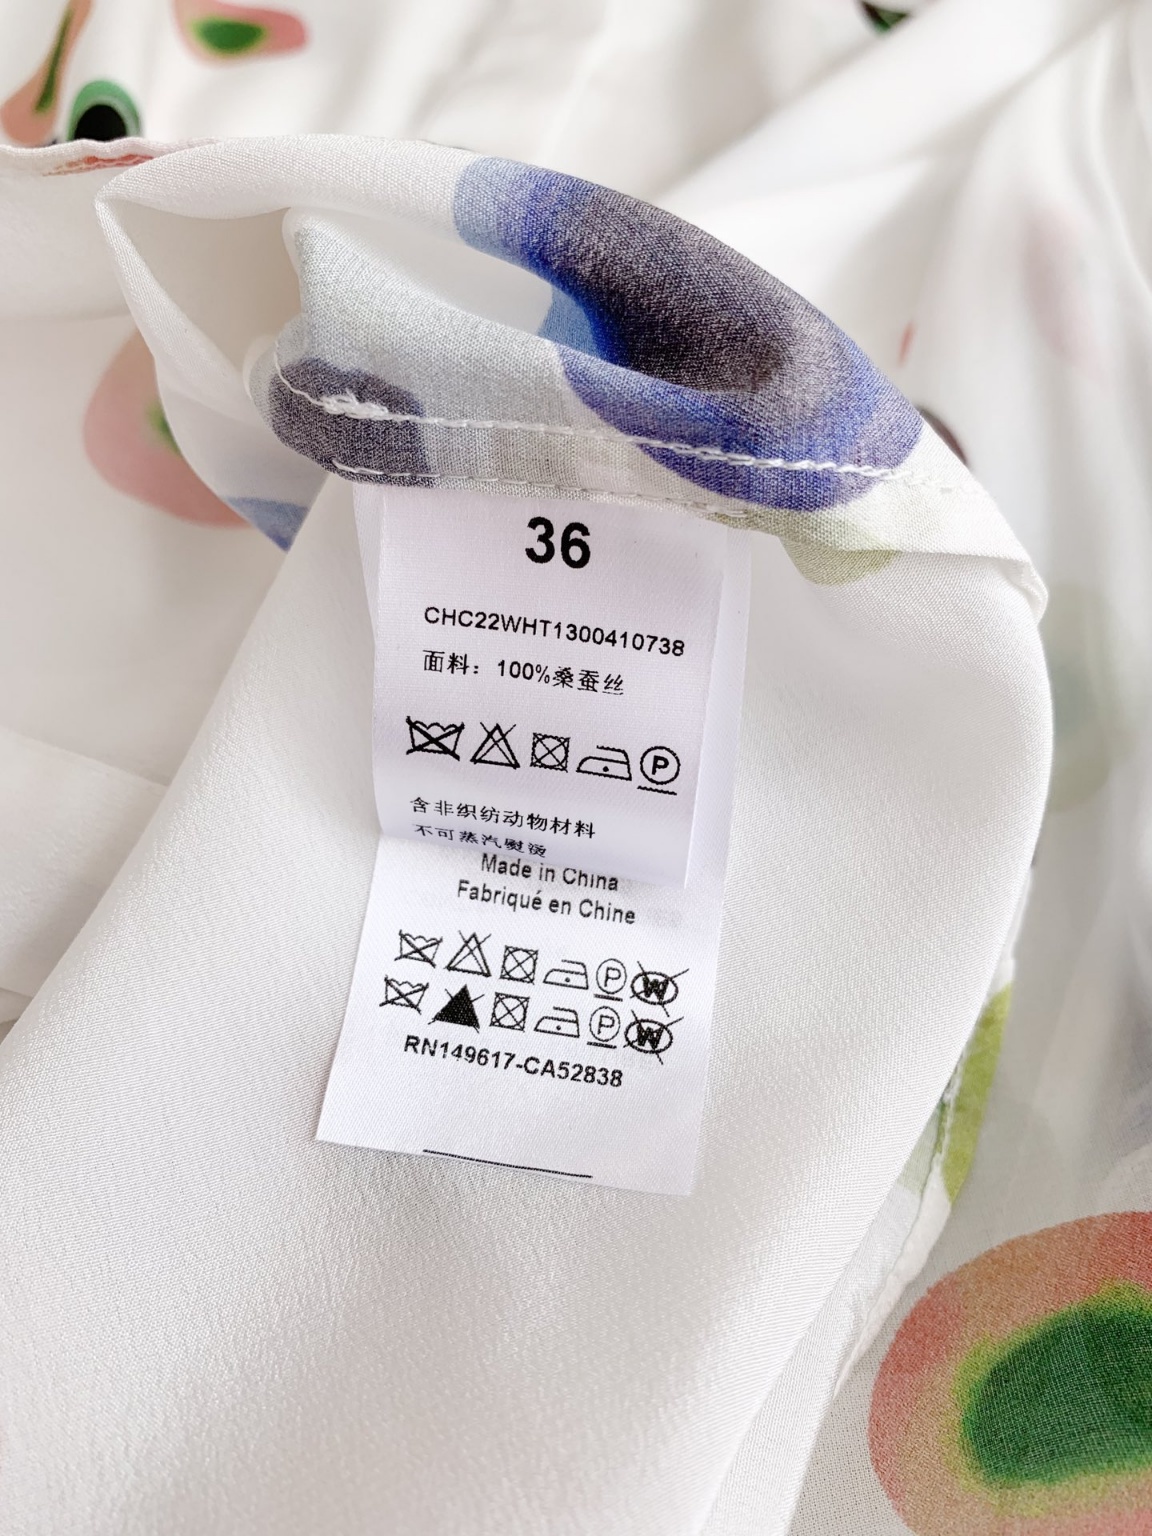 36
CHC22WHT1300410738
面料：100%桑蚕丝
P
含非织纺动物材料
不可蒸汽熨烫
Made in China
Fabriqué en Chine
P W
P W
RN149617-CA52838